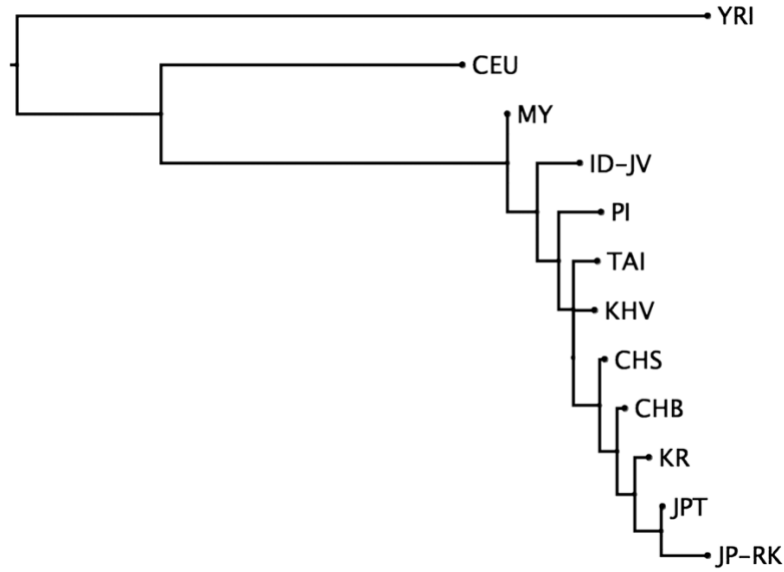 YRI
CEU
MY
ID-JV
PI
TAI
KHV
CHS
CHB
KR
JPT
JP-RK